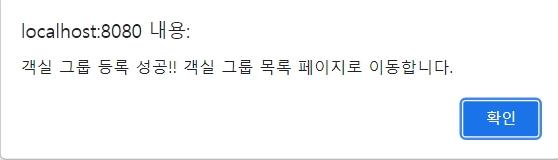 localhost:8080 내용:
객실 그룹 등록 성공!! 객실 그룹 목록 페이지로 이동합니다.
확인